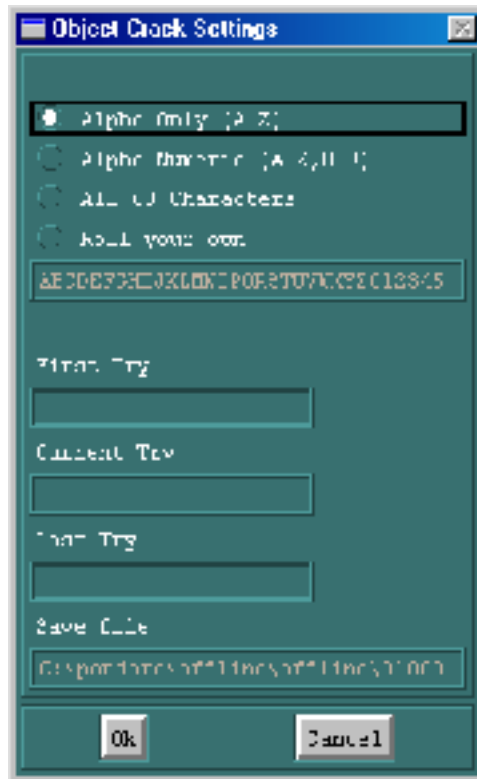 Object Crack Settings
Alpha Only (A Z)
Alpha Numeric (A Z,0 9)
All Characters
Roll your own
First Try
Current Try
Last Try
Save file
Ok
Cancel